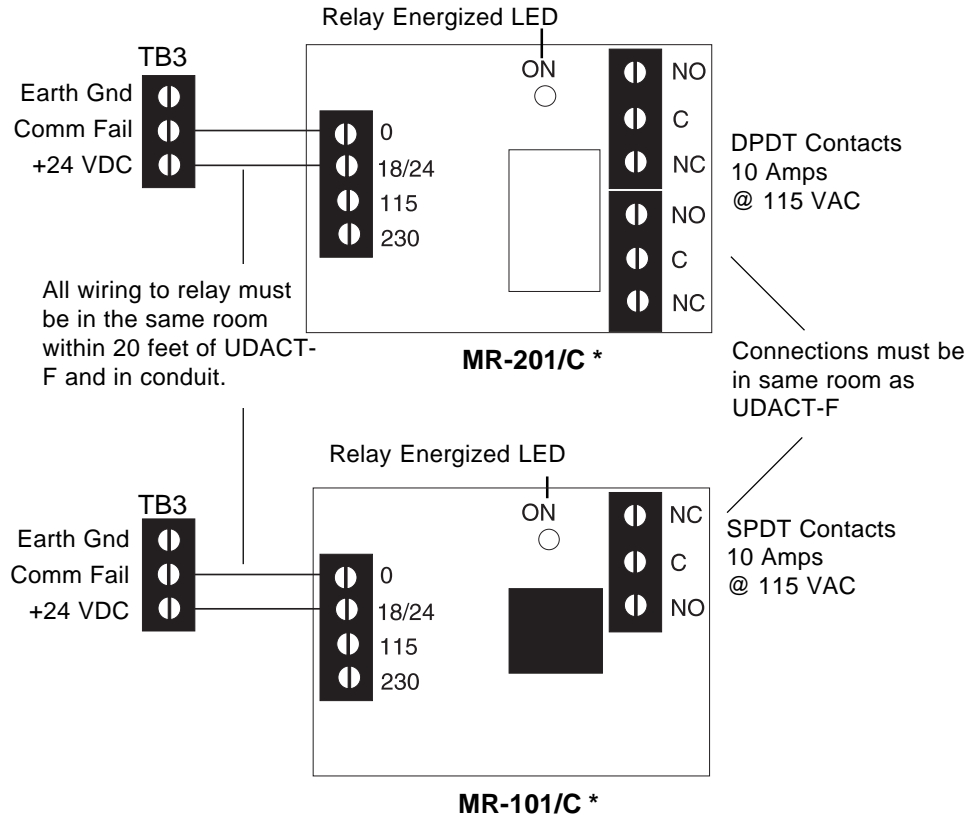 Relay Energized LED
TB3
Earth Gnd
Comm Fail
+24 VDC
0
18/24
115
230
ON
NO
C
NC
NO
C
NC
DPDT Contacts
10 Amps
@ 115 VAC
All wiring to relay must
be in the same room
within 20 feet of UDACT-
F and in conduit.
MR-201/C *
Connections must be
in same room as
UDACT-F
Relay Energized LED
TB3
Earth Gnd
Comm Fail
+24 VDC
0
18/24
115
230
ON
NC
C
NO
SPDT Contacts
10 Amps
@ 115 VAC
MR-101/C *